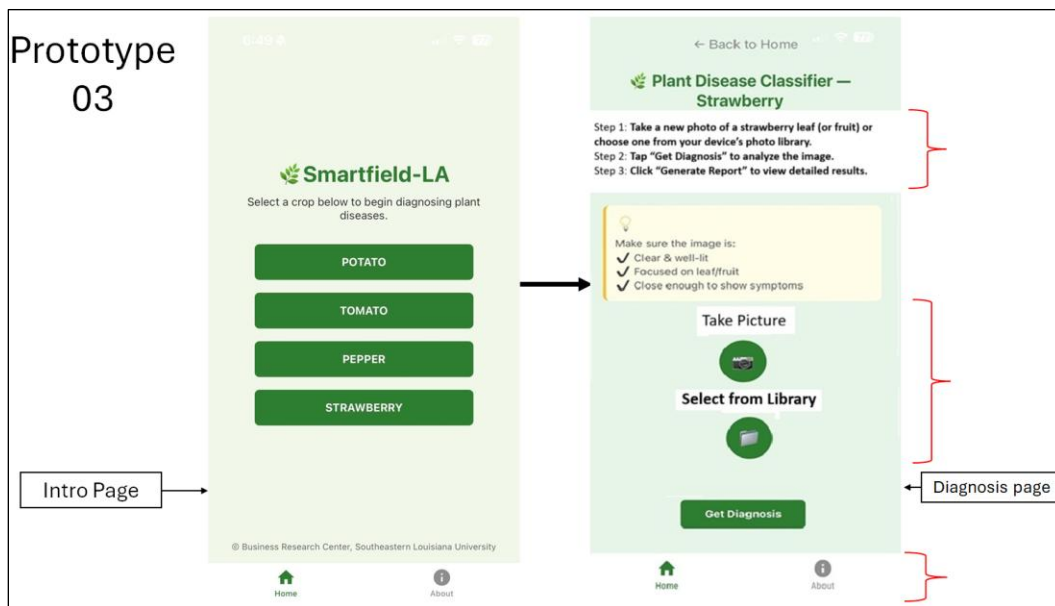 Prototype
03
🌿 Smartfield-LA
Select a crop below to begin diagnosing plant
diseases.
POTATO
TOMATO
PEPPER
STRAWBERRY
Intro Page
© Business Research Center, Southeastern Louisiana University
Home
About
← Back to Home
🌿 Plant Disease Classifier —
Strawberry
Step 1: Take a new photo of a strawberry leaf (or fruit) or
choose one from your device's photo library.
Step 2: Tap “Get Diagnosis” to analyze the image.
Step 3: Click “Generate Report” to view detailed results.
Make sure the image is:
✔ Clear & well-lit
✔ Focused on leaf/fruit
✔ Close enough to show symptoms
Take Picture
Select from Library
Get Diagnosis
Diagnosis page
Home
About